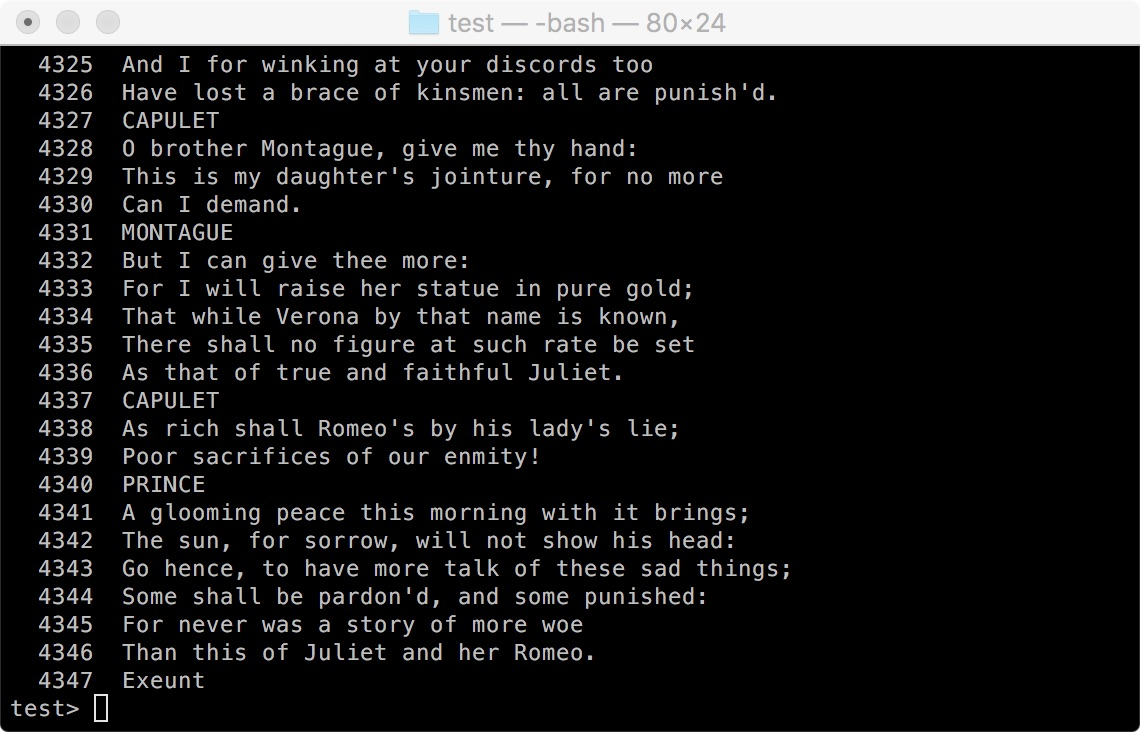 test — -bash — 80×24
4325 And I for winking at your discords too
4326 Have lost a brace of kinsmen: all are punish'd.
4327 CAPULET
4328 O brother Montague, give me thy hand:
4329 This is my daughter's jointure, for no more
4330 Can I demand.
4331 MONTAGUE
4332 But I can give thee more:
4333 For I will raise her statue in pure gold;
4334 That while Verona by that name is known,
4335 There shall no figure at such rate be set
4336 As that of true and faithful Juliet.
4337 CAPULET
4338 As rich shall Romeo's by his lady's lie;
4339 Poor sacrifices of our enmity!
4340 PRINCE
4341 A glooming peace this morning with it brings;
4342 The sun, for sorrow, will not show his head:
4343 Go hence, to have more talk of these sad things;
4344 Some shall be pardon'd, and some punished:
4345 For never was a story of more woe
4346 Than this of Juliet and her Romeo.
4347 Exeunt
test>